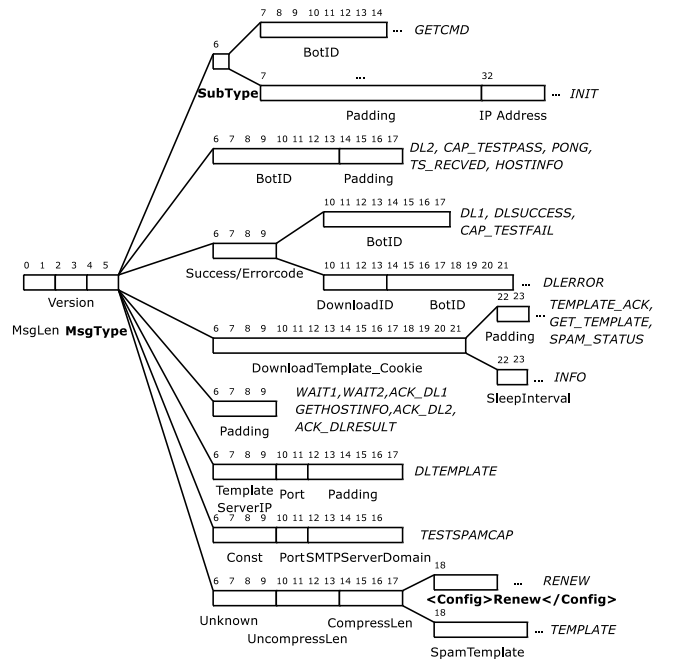 7 8 9 10 11 12 13 14
... GETCMD
BotID
6
SubType
7 ... 32
... INIT
Padding IP Address
6 7 8 9 10 11 12 13 14 15 16 17
DL2, CAP_TESTPASS, PONG,
TS_RECVED, HOSTINFO
BotID Padding
10 11 12 13 14 15 16 17
DL1, DLSUCCESS,
CAP_TESTFAIL
BotID
6 7 8 9
Success/Errorcode
10 11 12 13 14 15 16 17 18 19 20 21
... DLERROR
DownloadID BotID
0 1 2 3 4 5
Version
MsgLen MsgType
6 7 8 9 10 11 12 13 14 15 16 17 18 19 20 21
DownloadTemplate_Cookie
22 23
... TEMPLATE_ACK,
GET_TEMPLATE,
SPAM_STATUS
Padding
22 23
... INFO
SleepInterval
6 7 8 9
WAIT1,WAIT2,ACK_DL1
GETHOSTINFO,ACK_DL2,
ACK_DLRESULT
Padding
6 7 8 9 10 11 12 13 14 15 16 17
DLTEMPLATE
Template
ServerIP
Port Padding
6 7 8 9 10 11 12 13 14 15 16
TESTSPAMCAP
Const Port SMTPServerDomain
6 7 8 9 10 11 12 13 14 15 16 17
Unknown
UncompressLen
CompressLen
18
... RENEW
<Config>Renew</Config>
18
... TEMPLATE
SpamTemplate